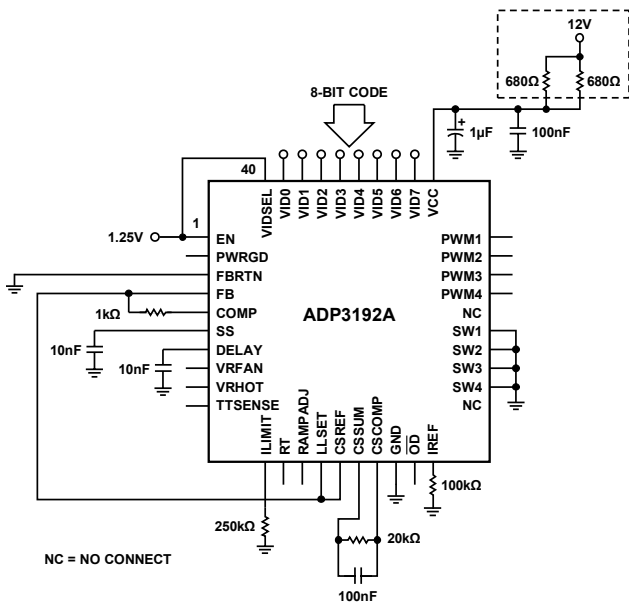 12V
680Ω
680Ω
8-BIT CODE
+
1µF
100nF
40
VIDSEL
VID0
VID1
VID2
VID3
VID4
VID5
VID6
VID7
VCC
1
1.25V
EN
PWRGD
FBRTN
FB
COMP
SS
DELAY
VRFAN
VRHOT
TTSENSE
1kΩ
10nF
10nF
ADP3192A
PWM1
PWM2
PWM3
PWM4
NC
SW1
SW2
SW3
SW4
NC
ILIMIT
RT
RAMPADJ
LLSET
CSREF
CSSUM
CSCOMP
GND
OD
IREF
100kΩ
250kΩ
20kΩ
100nF
NC = NO CONNECT